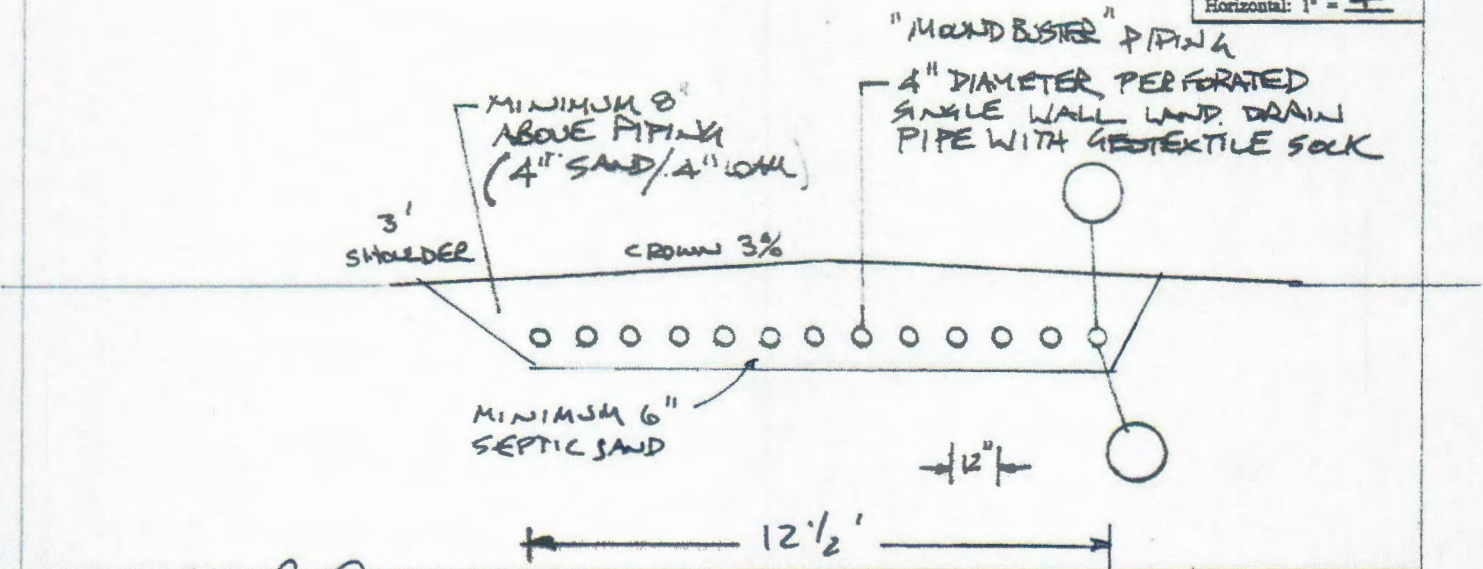 Horizontal: 1" =
"MOUND BUSTER" PIPING
4" DIAMETER, PERFORATED
SINGLE WALL LAND. DRAIN
PIPE WITH GEOTEXTILE SOCK
MINIMUM 8"
ABOVE PIPING
(4" SAND/4" LOAM)
3'
SHOULDER
CROWN 3%
MINIMUM 6"
SEPTIC SAND
12"
12 1/2'